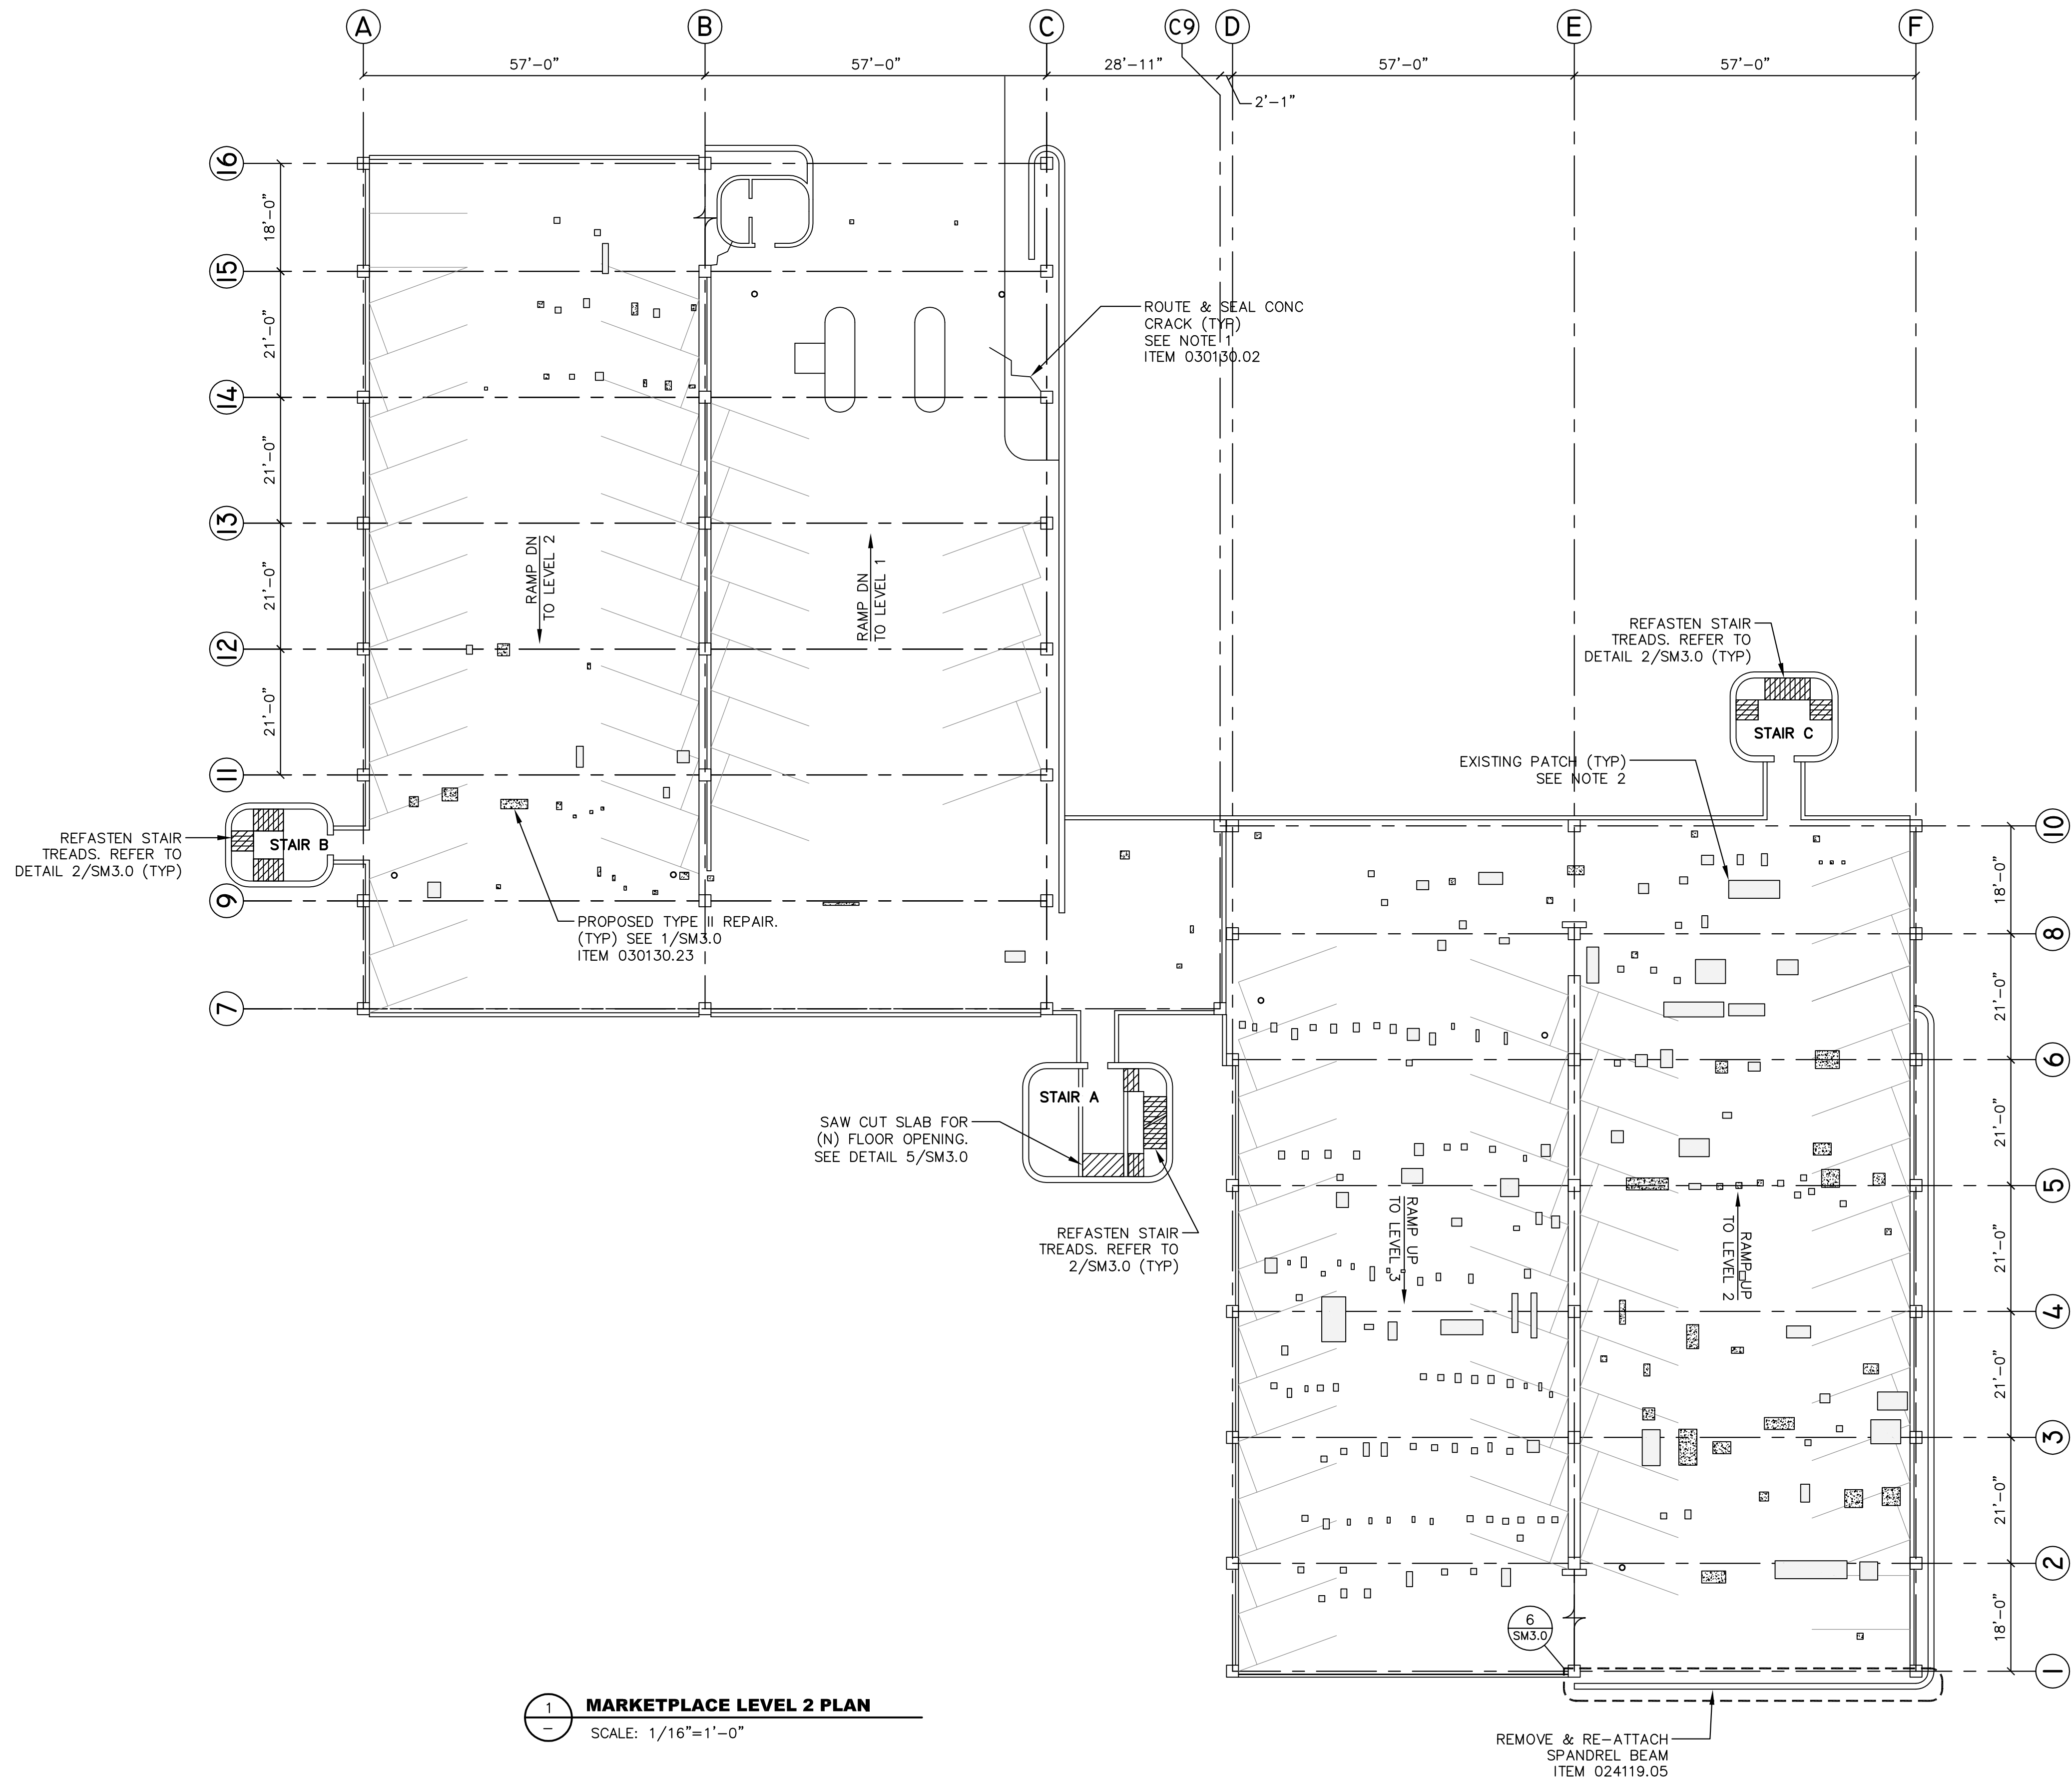 A
B
C
C9
D
E
F
57'-0"
57'-0"
28'-11"
57'-0"
57'-0"
2'-1"
16
18'-0"
15
21'-0"
14
21'-0"
13
21'-0"
12
21'-0"
11
9
7
ROUTE & SEAL CONC
CRACK (TYP)
SEE NOTE 1
ITEM 030130.02
RAMP DN
TO LEVEL 2
RAMP DN
TO LEVEL 1
REFASTEN STAIR
TREADS. REFER TO
DETAIL 2/SM3.0 (TYP)
STAIR C
EXISTING PATCH (TYP)
SEE NOTE 2
REFASTEN STAIR
TREADS. REFER TO
DETAIL 2/SM3.0 (TYP)
STAIR B
PROPOSED TYPE II REPAIR.
(TYP) SEE 1/SM3.0
ITEM 030130.23
10
18'-0"
8
21'-0"
6
21'-0"
5
21'-0"
4
21'-0"
3
21'-0"
2
18'-0"
1
STAIR A
SAW CUT SLAB FOR
(N) FLOOR OPENING.
SEE DETAIL 5/SM3.0
REFASTEN STAIR
TREADS. REFER TO
2/SM3.0 (TYP)
RAMP UP
TO LEVEL 3
RAMP UP
TO LEVEL 2
6
SM3.0
REMOVE & RE-ATTACH
SPANDREL BEAM
ITEM 024119.05
1
-
MARKETPLACE LEVEL 2 PLAN
SCALE: 1/16"=1'-0"